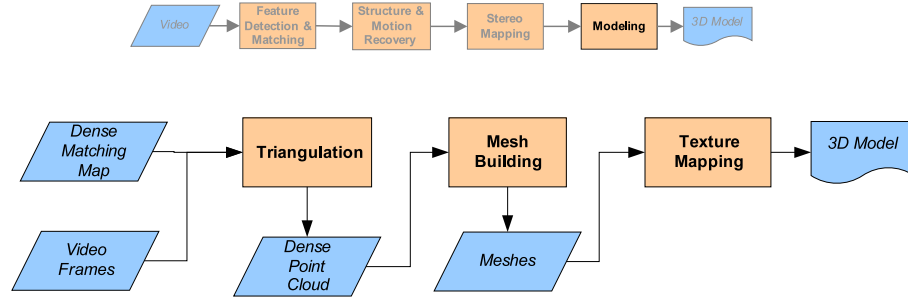 Video
Feature
Detection &
Matching
Structure &
Motion
Recovery
Stereo
Mapping
Modeling
3D Model
Dense
Matching
Map
Triangulation
Mesh
Building
Texture
Mapping
3D Model
Video
Frames
Dense
Point
Cloud
Meshes